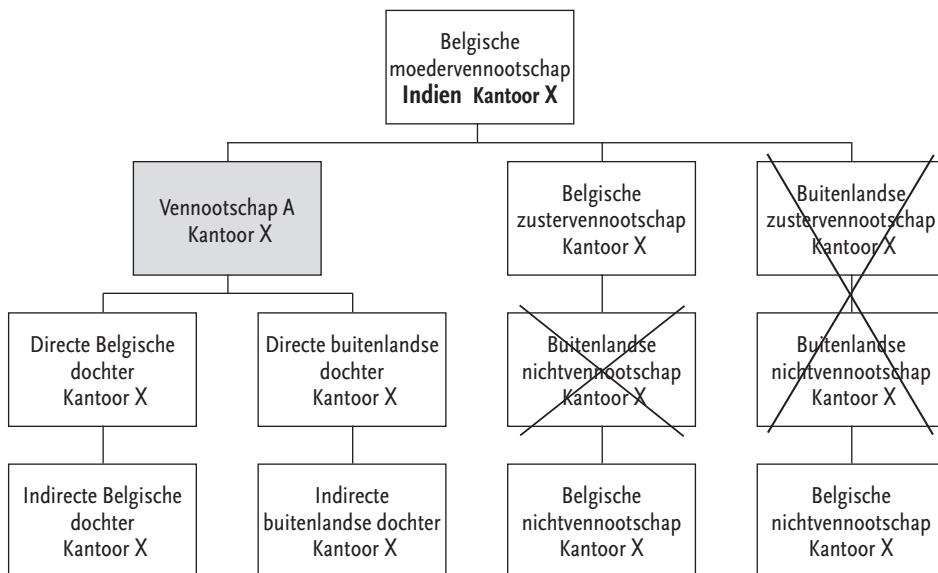 Belgische
moedervennootschap
Indien Kantoor X
Vennootschap A
Kantoor X
Belgische
zustervennootschap
Kantoor X
Buitenlandse
zustervennootschap
Kantoor X
Directe Belgische
dochter
Kantoor X
Directe buitenlandse
dochter
Kantoor X
Buitenlandse
nichtvennootschap
Kantoor X
Buitenlandse
nichtvennootschap
Kantoor X
Indirecte Belgische
dochter
Kantoor X
Indirecte
buitenlandse dochter
Kantoor X
Belgische
nichtvennootschap
Kantoor X
Belgische
nichtvennootschap
Kantoor X